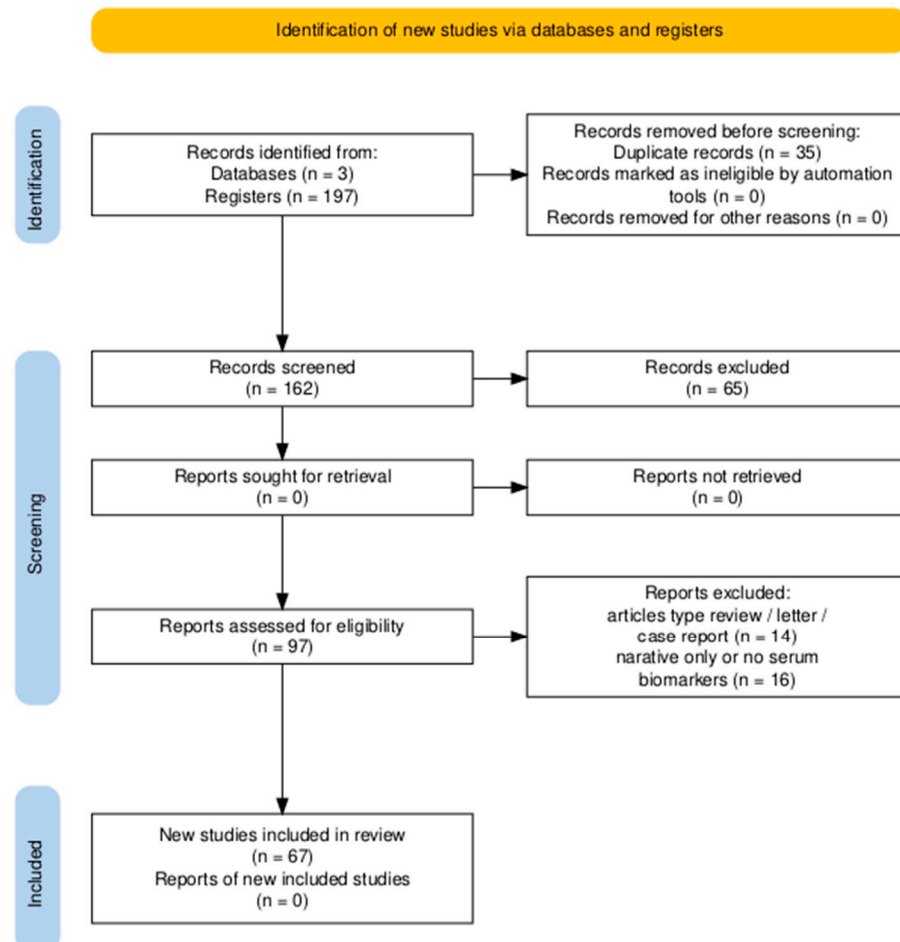 Identification of new studies via databases and registers
Identification
Records identified from:
Databases (n = 3)
Registers (n = 197)
Records removed before screening:
Duplicate records (n = 35)
Records marked as ineligible by automation
tools (n = 0)
Records removed for other reasons (n = 0)
Screening
Records screened
(n = 162)
Records excluded
(n = 65)
Reports sought for retrieval
(n = 0)
Reports not retrieved
(n = 0)
Reports assessed for eligibility
(n = 97)
Reports excluded:
articles type review / letter /
case report (n = 14)
narative only or no serum
biomarkers (n = 16)
Included
New studies included in review
(n = 67)
Reports of new included studies
(n = 0)